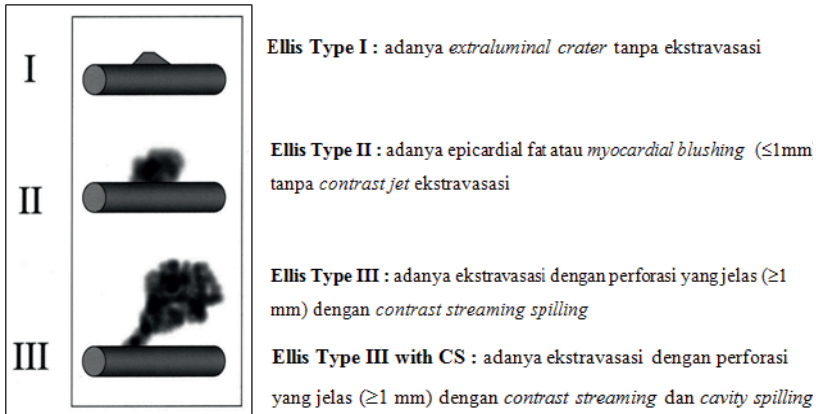 I
Ellis Type I : adanya extraluminal crater tanpa ekstravasasi
II
Ellis Type II : adanya epicardial fat atau myocardial blushing (≤1mm)
tanpa contrast jet ekstravasasi
III
Ellis Type III : adanya ekstravasasi dengan perforasi yang jelas (≥1
mm) dengan contrast streaming spilling
Ellis Type III with CS : adanya ekstravasasi dengan perforasi
yang jelas (≥1 mm) dengan contrast streaming dan cavity spilling